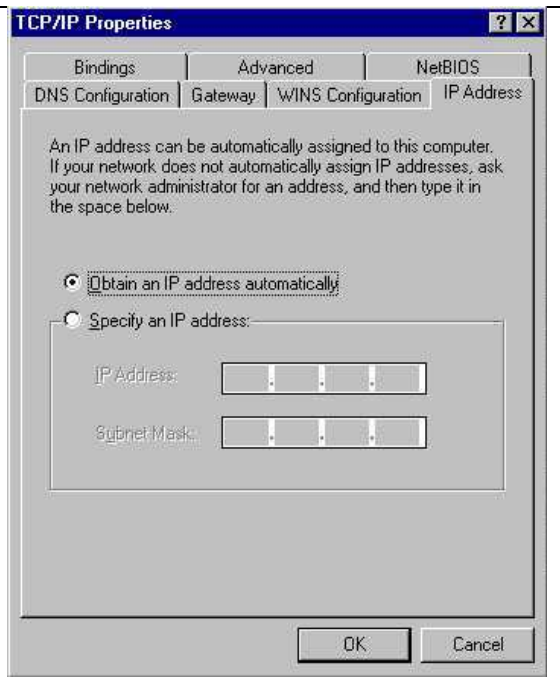 TCP/IP Properties
Bindings
Advanced
NetBIOS
DNS Configuration
Gateway
WINS Configuration
IP Address
An IP address can be automatically assigned to this computer.
If your network does not automatically assign IP addresses, ask
your network administrator for an address, and then type it in
the space below.
Obtain an IP address automatically
Specify an IP address:
IP Address:
Subnet Mask:
OK
Cancel